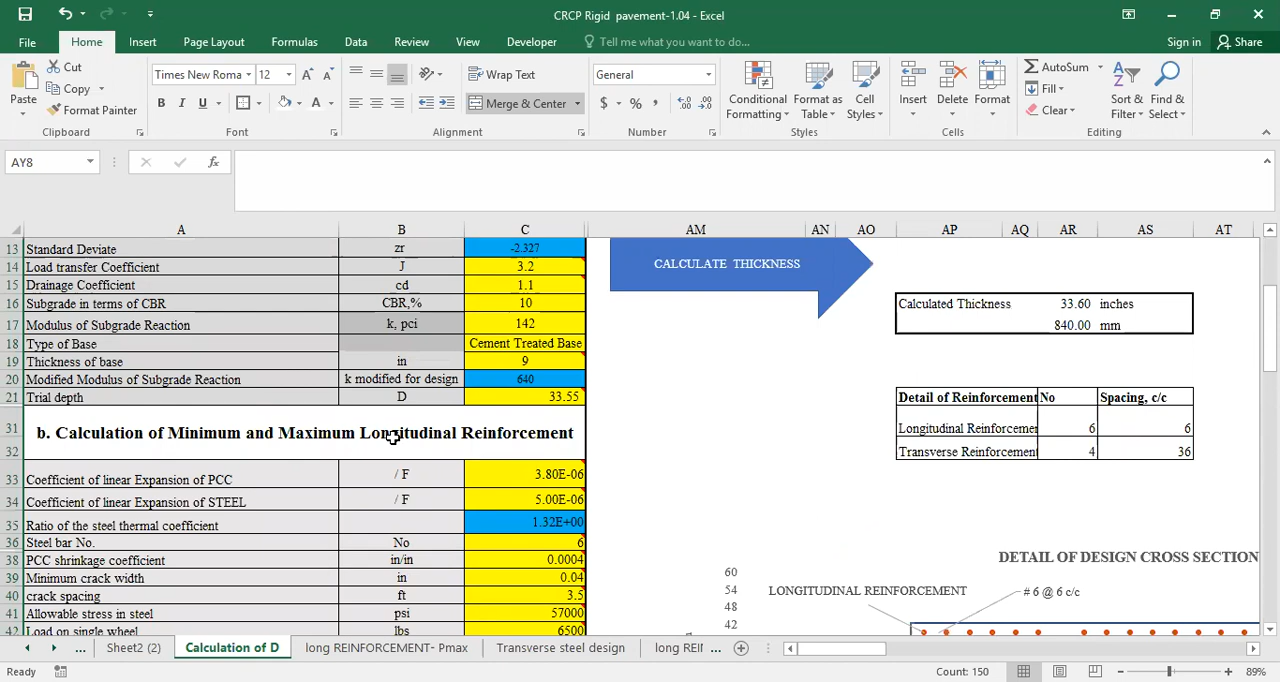 CRCP Rigid  pavement-1.04 - Excel
File Home Insert Page Layout Formulas Data Review View Developer Tell me what you want to do... Sign in Share
Paste
Cut
Copy
Format Painter
Clipboard
Times New Roma 12 A A
B I U A
Font
Wrap Text
Merge & Center
Alignment
General
$ % ,
Number
Conditional Formatting
Format as Table
Cell Styles
Styles
Insert Delete Format
Cells
AutoSum
Fill
Clear
Sort & Filter
Find & Select
Editing
AY8 fx
A B C AM AN AO AP AQ AR AS AT
13 Standard Deviate zr -2.327
14 Load transfer Coefficient J 3.2
15 Drainage Coefficient cd 1.1
16 Subgrade in terms of CBR CBR,% 10
17 Modulus of Subgrade Reaction k, pci 142
18 Type of Base Cement Treated Base
19 Thickness of base in 9
20 Modified Modulus of Subgrade Reaction k modified for design 640
21 Trial depth D 33.55
31 b. Calculation of Minimum and Maximum Longitudinal Reinforcement
32
33 Coefficient of linear Expansion of PCC / F 3.80E-06
34 Coefficient of linear Expansion of STEEL / F 5.00E-06
35 Ratio of the steel thermal coefficient 1.32E+00
36 Steel bar No. No 6
38 PCC shrinkage coefficient in/in 0.0004
39 Minimum crack width in 0.04
40 crack spacing ft 3.5
41 Allowable stress in steel psi 57000
42 Load on single wheel lbs 6500
CALCULATE THICKNESS
Calculated Thickness 33.60 inches
840.00 mm
Detail of Reinforcement No Spacing, c/c
Longitudinal Reinforcemen 6 6
Transverse Reinforcement 4 36
DETAIL OF DESIGN CROSS SECTION
60
54
48
42
LONGITUDINAL REINFORCEMENT # 6 @ 6 c/c
... Sheet2 (2) Calculation of D long REINFORCEMENT- Pmax Transverse steel design long REII ...
Ready Count: 150 89%